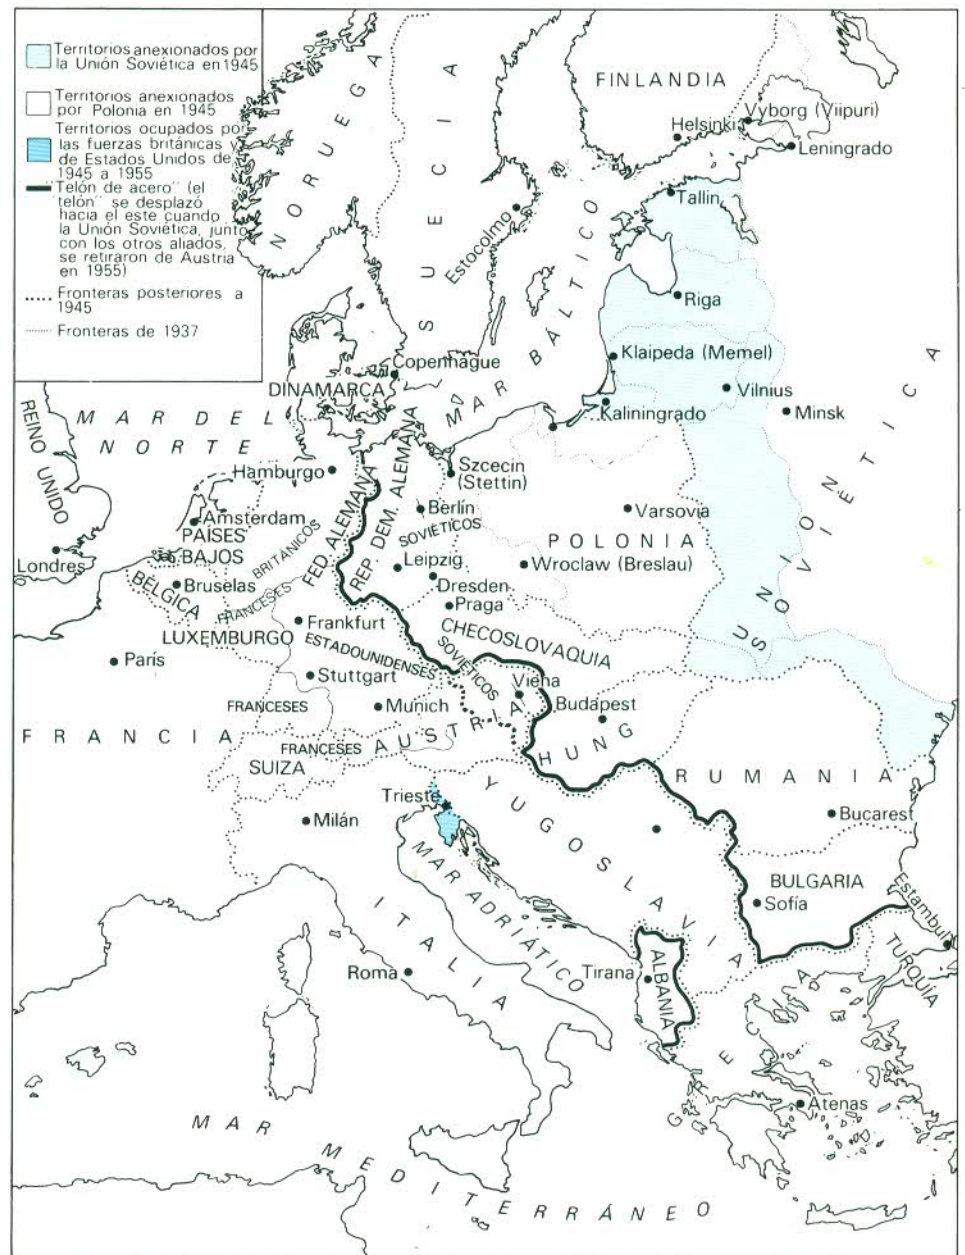 Territorios anexionados por
la Unión Soviética en 1945
Territorios anexionados
por Polonia en 1945
Territorios ocupados por
las fuerzas británicas y
de Estados Unidos de
1945 a 1955
"Telón de acero" (el
"telón" se desplazó
hacia el este cuando
la Unión Soviética, junto
con los otros aliados,
se retiraron de Austria
en 1955)
Fronteras posteriores a
1945
Fronteras de 1937
NORUEGA
SUECIA
FINLANDIA
Vyborg (Viipuri)
Helsinki
Leningrado
Tallin
Estocolmo
MAR BÁLTICO
Riga
Klaipeda (Memel)
Copenhague
DINAMARCA
Vilnius
Kaliningrado
Minsk
UNIÓN
SOVIÉTICA
MAR DEL
NORTE
REINO UNIDO
Hamburgo
Szcecin
(Stettin)
FED. ALEMANA
REP. DEM. ALEMANA
Berlín
SOVIÉTICOS
Varsovia
Amsterdam
PAÍSES
BAJOS
BRITÁNICOS
POLONIA
Londres
Leipzig
Wroclaw (Breslau)
Dresden
BÉLGICA
Bruselas
FRANCESES
Praga
Frankfurt
CHECOSLOVAQUIA
LUXEMBURGO
ESTADOUNIDENSES
SOVIÉTICOS
París
Stuttgart
Viena
Budapest
FRANCESES
Munich
FRANCIA
FRANCESES
AUSTRIA
HUNG
SUIZA
RUMANIA
Trieste
YUGOSLAVIA
Milán
Bucarest
MAR ADRIÁTICO
BULGARIA
Sofía
Estambul
ITALIA
TURQUÍA
Roma
Tirana
ALBANIA
GRECIA
Atenas
MAR
MEDITERRÁNEO